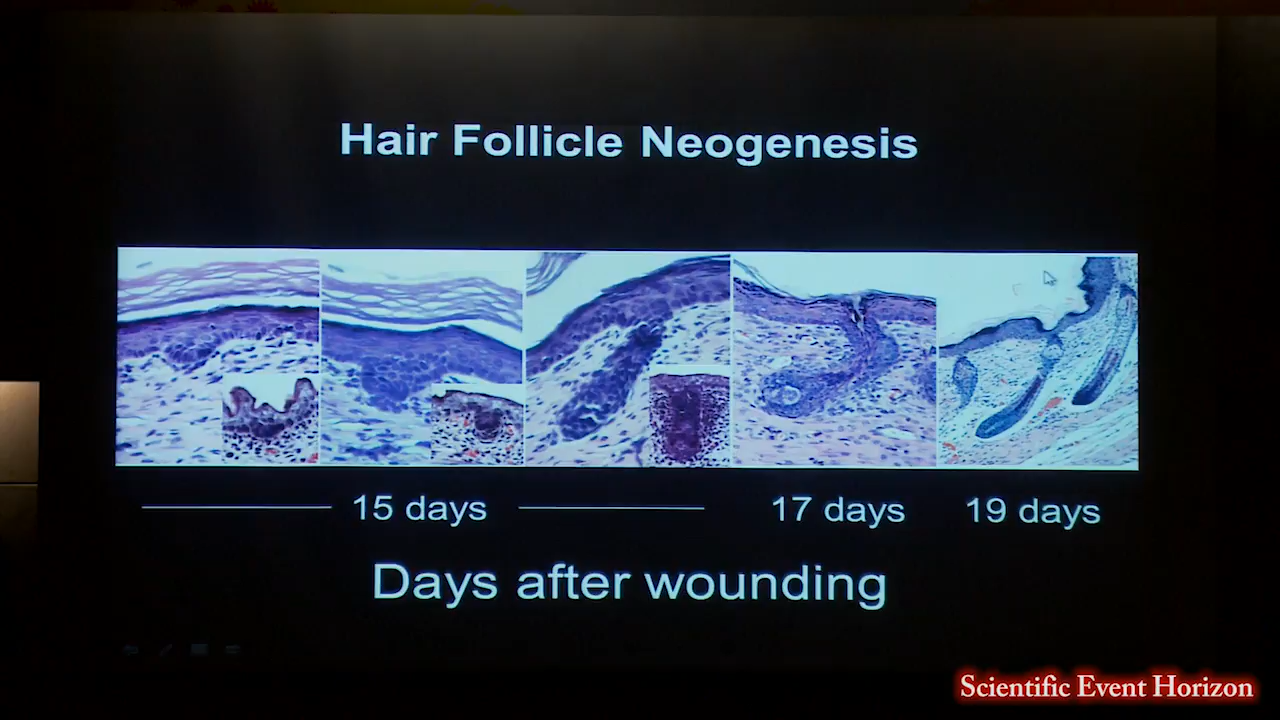 Hair Follicle Neogenesis
15 days
17 days
19 days
Days after wounding
Scientific Event Horizon